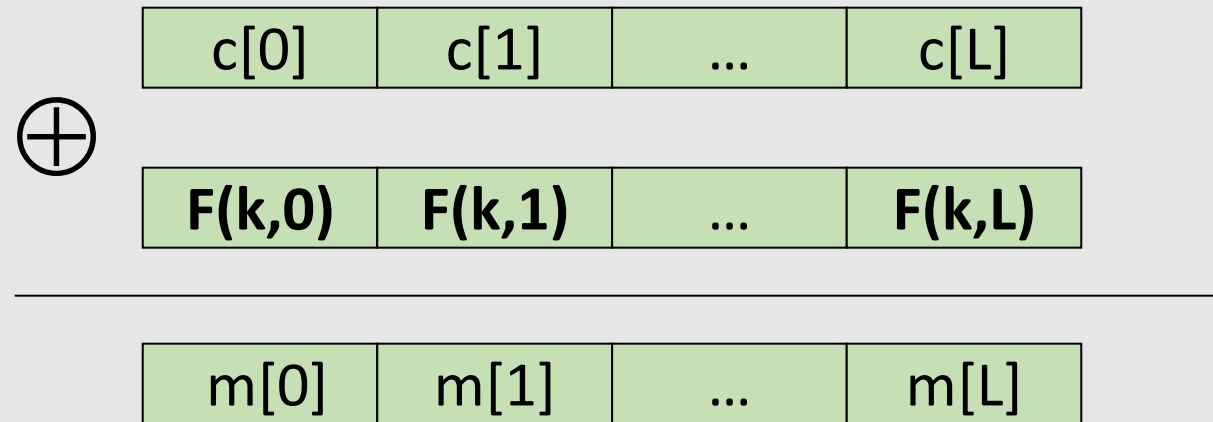 c[0] c[1] … c[L]
⊕
F(k,0) F(k,1) … F(k,L)
m[0] m[1] … m[L]